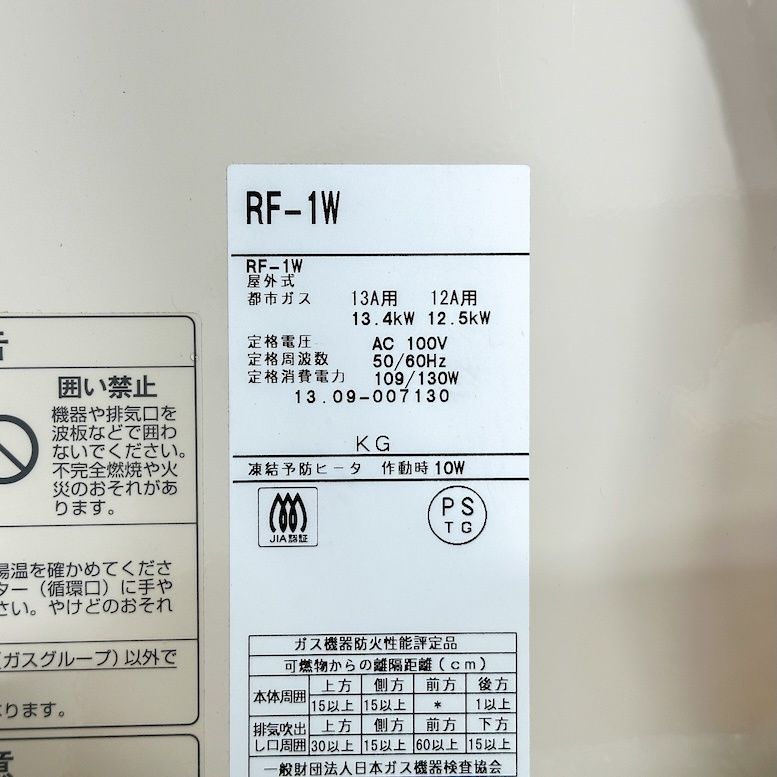 RF-1W
RF-1W
屋外式
都市ガス 13A用 12A用
13.4kW 12.5kW
定格電圧 AC 100V
定格周波数 50/60Hz
定格消費電力 109/130W
13.09-007130
KG
凍結予防ヒータ 作動時10W
JIA認証
PS
TG
ガス機器防火性能評定品
可燃物からの離隔距離(cm)
本体周囲 上方 側方 前方 後方
15以上 15以上 * 1以上
排気吹出し口周囲 上方 側方 前方 下方
30以上 15以上 60以上 15以上
一般財団法人日本ガス機器検査協会
囲い禁止
機器や排気口を
波板などで囲わ
ないでください。
不完全燃焼や火
災のおそれがあ
ります。
湯温を確かめてくださ
ター(循環口)に手や
さい。やけどのおそれ
(ガスグループ)以外で
ります。